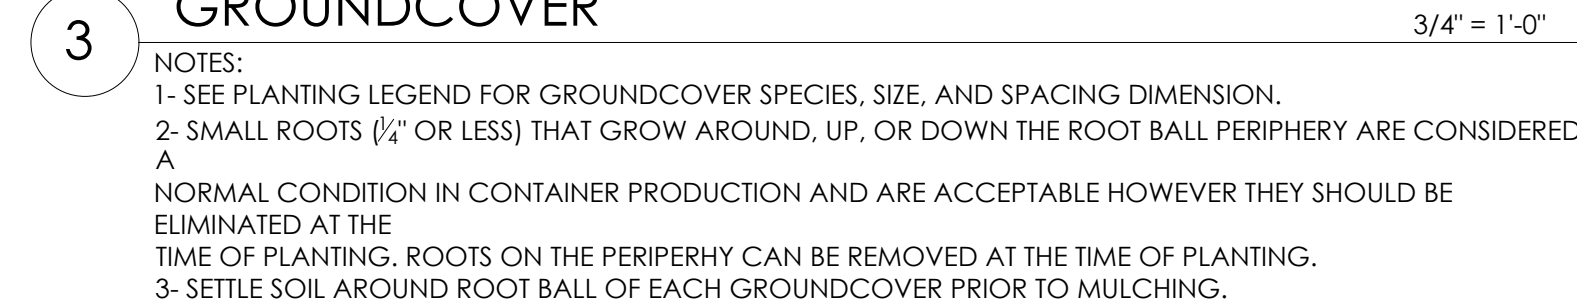 GROUNDCOVER
3
3/4" = 1'-0"
NOTES:
1- SEE PLANTING LEGEND FOR GROUNDCOVER SPECIES, SIZE, AND SPACING DIMENSION.
2- SMALL ROOTS (¼" OR LESS) THAT GROW AROUND, UP, OR DOWN THE ROOT BALL PERIPHERY ARE CONSIDERED
A
NORMAL CONDITION IN CONTAINER PRODUCTION AND ARE ACCEPTABLE HOWEVER THEY SHOULD BE
ELIMINATED AT THE
TIME OF PLANTING. ROOTS ON THE PERIPERHY CAN BE REMOVED AT THE TIME OF PLANTING.
3- SETTLE SOIL AROUND ROOT BALL OF EACH GROUNDCOVER PRIOR TO MULCHING.